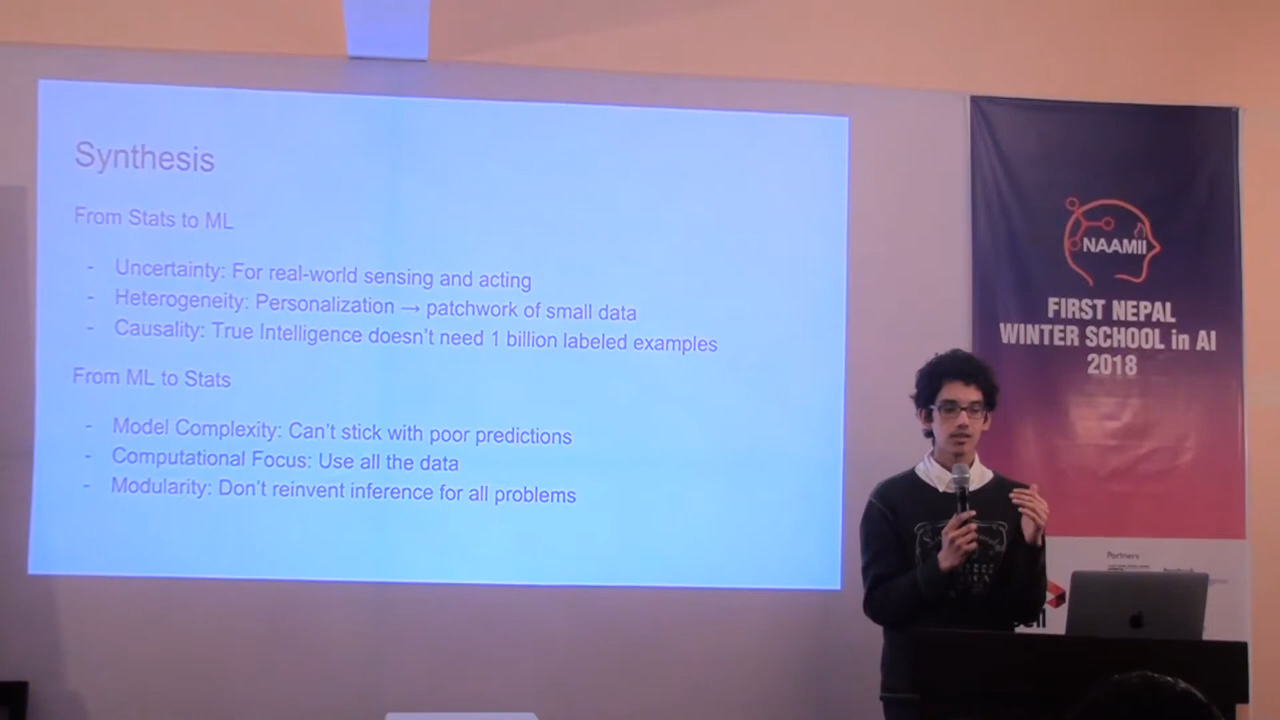 Synthesis
From Stats to ML
- Uncertainty: For real-world sensing and acting
- Heterogeneity: Personalization → patchwork of small data
- Causality: True Intelligence doesn't need 1 billion labeled examples
From ML to Stats
- Model Complexity: Can't stick with poor predictions
- Computational Focus: Use all the data
- Modularity: Don't reinvent inference for all problems
NAAMII
FIRST NEPAL
WINTER SCHOOL in AI
2018
Partners